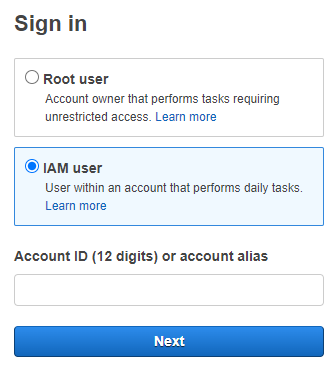 Sign in
Root user
Account owner that performs tasks requiring
unrestricted access. Learn more
IAM user
User within an account that performs daily tasks.
Learn more
Account ID (12 digits) or account alias
Next